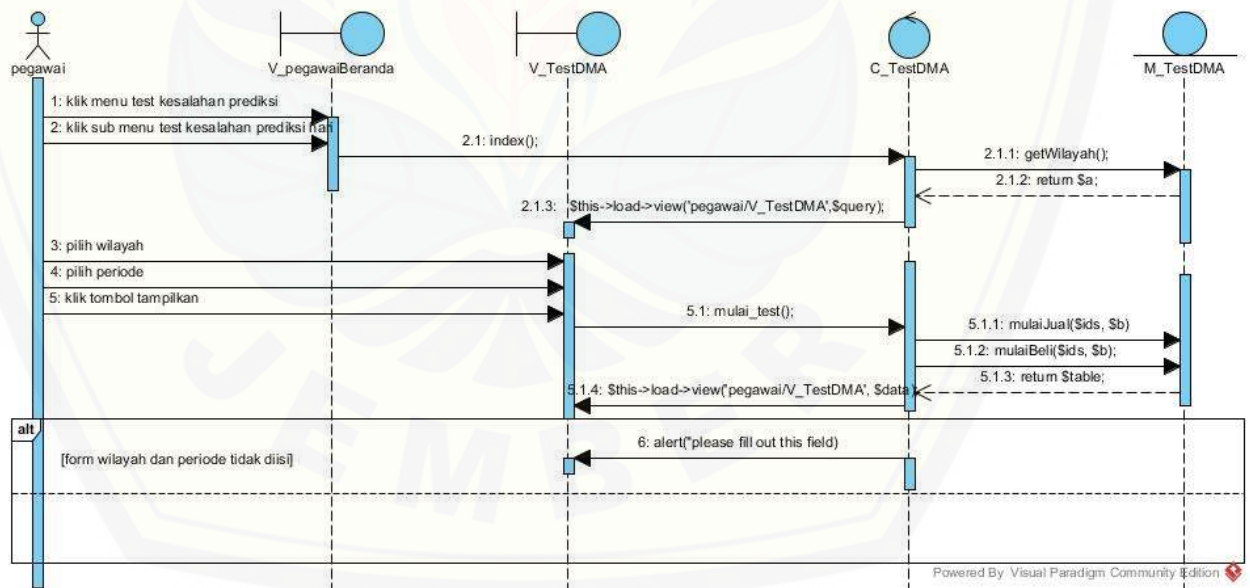 pegawai
V_pegawaiBeranda
V_TestDMA
C_TestDMA
M_TestDMA
1: klik menu test kesalahan prediksi
2: klik sub menu test kesalahan prediksi hari
2.1: index();
2.1.1: getWilayah();
2.1.2: return $a;
2.1.3: $this->load->view('pegawai/V_TestDMA',$query);
3: pilih wilayah
4: pilih periode
5: klik tombol tampilkan
5.1: mulai_test();
5.1.1: mulaiJual($ids, $b)
5.1.2: mulaiBeli($ids, $b);
5.1.3: return $table;
5.1.4: $this->load->view('pegawai/V_TestDMA', $data);
alt
6: alert("please fill out this field)
[form wilayah dan periode tidak diisi]
JEMBER
Powered By Visual Paradigm Community Edition